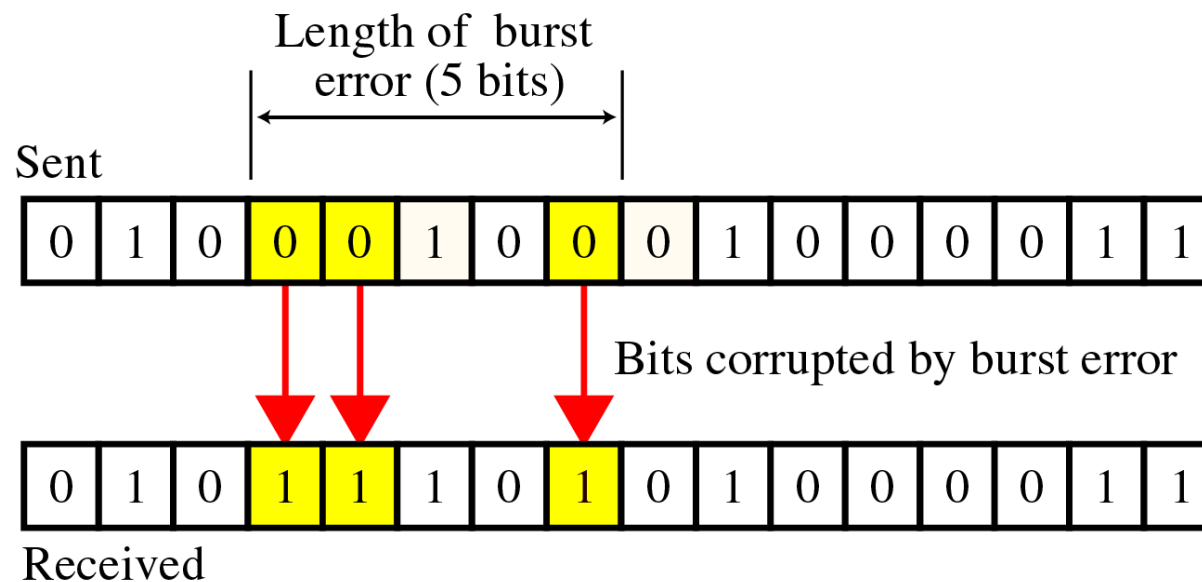 Length of burst
error (5 bits)
Sent
0 1 0 0 0 1 0 0 0 1 0 0 0 0 1 1
Bits corrupted by burst error
0 1 0 1 1 1 0 1 0 1 0 0 0 0 1 1
Received